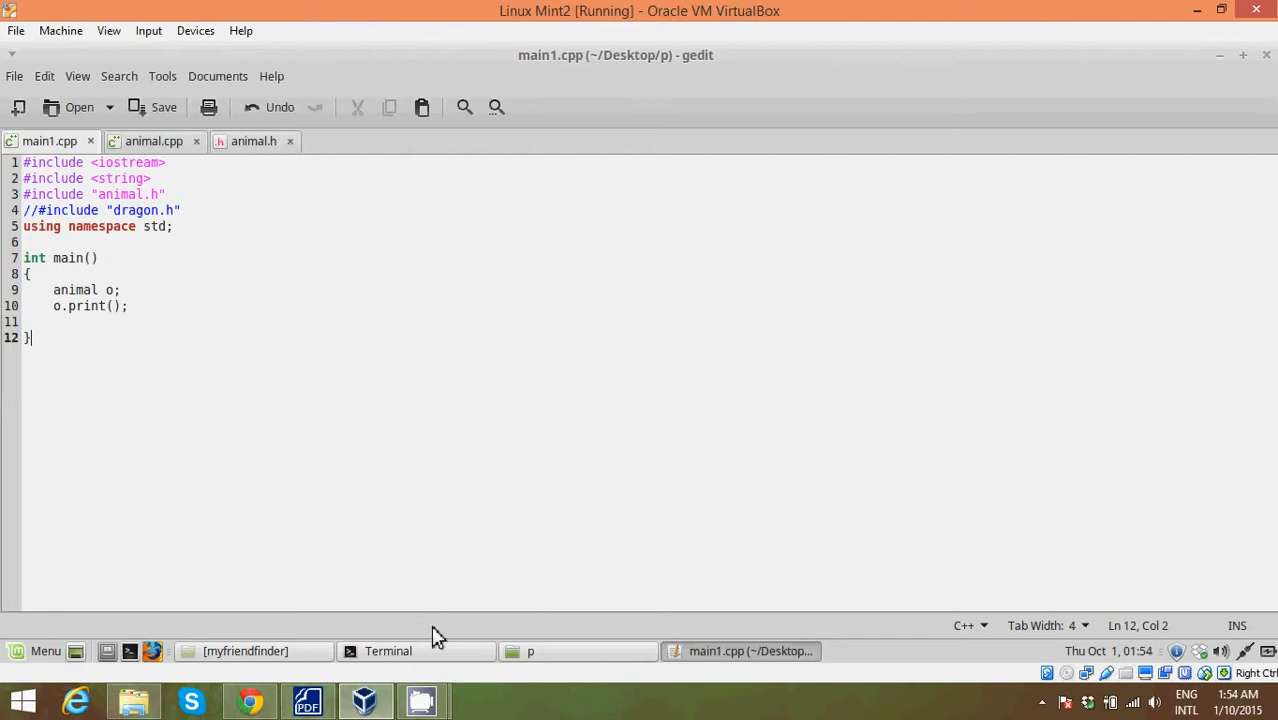 Linux Mint2 [Running] - Oracle VM VirtualBox
File Machine View Input Devices Help
main1.cpp (~/Desktop/p) - gedit
File Edit View Search Tools Documents Help
Open Save Undo
main1.cpp animal.cpp .h animal.h
1 #include <iostream>
2 #include <string>
3 #include "animal.h"
4 //#include "dragon.h"
5 using namespace std;
6
7 int main()
8 {
9 animal o;
10 o.print();
11
12 }
C++ Tab Width: 4 Ln 12, Col 2 INS
Menu [myfriendfinder] Terminal p main1.cpp (~/Desktop... Thu Oct 1, 01:54
Right Ctrl
PDF ENG 1:54 AM
INTL 1/10/2015